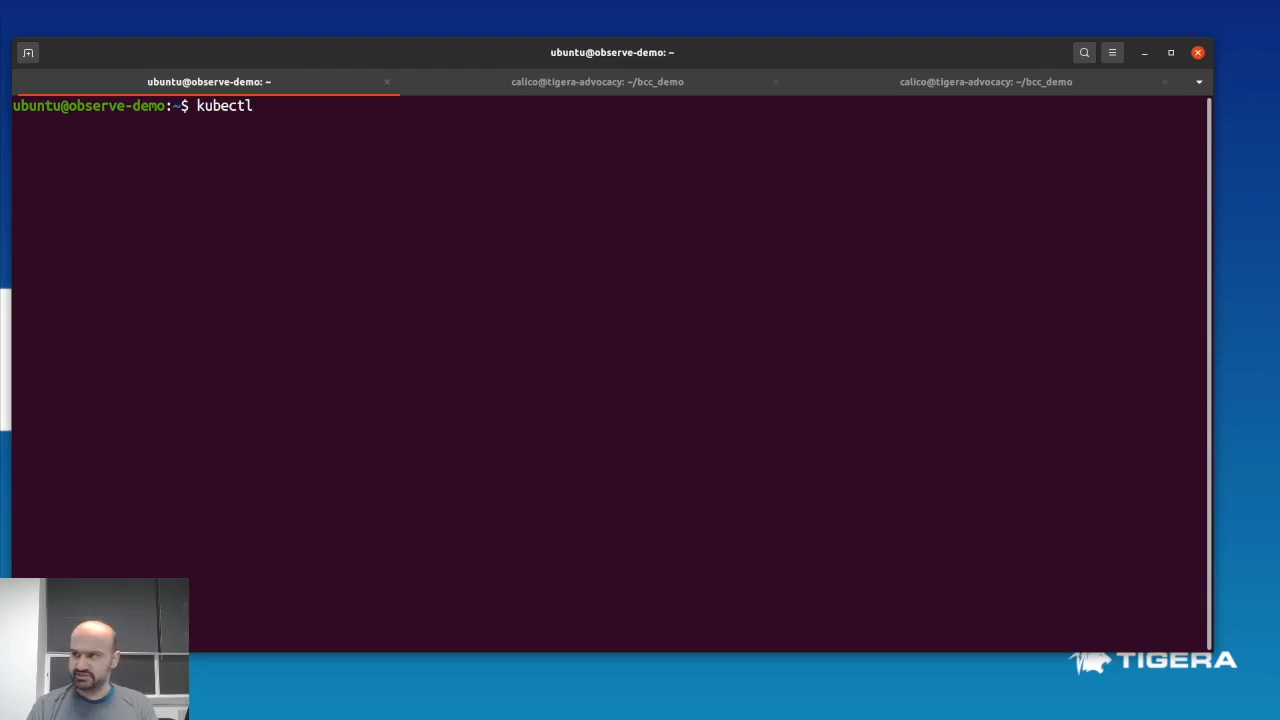 ubuntu@observe-demo: ~
ubuntu@observe-demo: ~
calico@tigera-advocacy: ~/bcc_demo
calico@tigera-advocacy: ~/bcc_demo
ubuntu@observe-demo:~$ kubectl
TIGERA